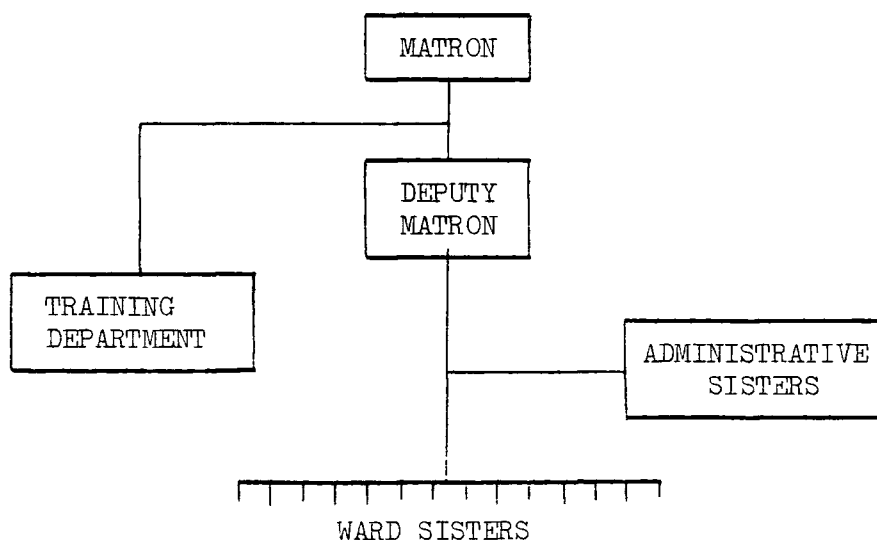 MATRON
DEPUTY
MATRON
TRAINING
DEPARTMENT
ADMINISTRATIVE
SISTERS
WARD SISTERS